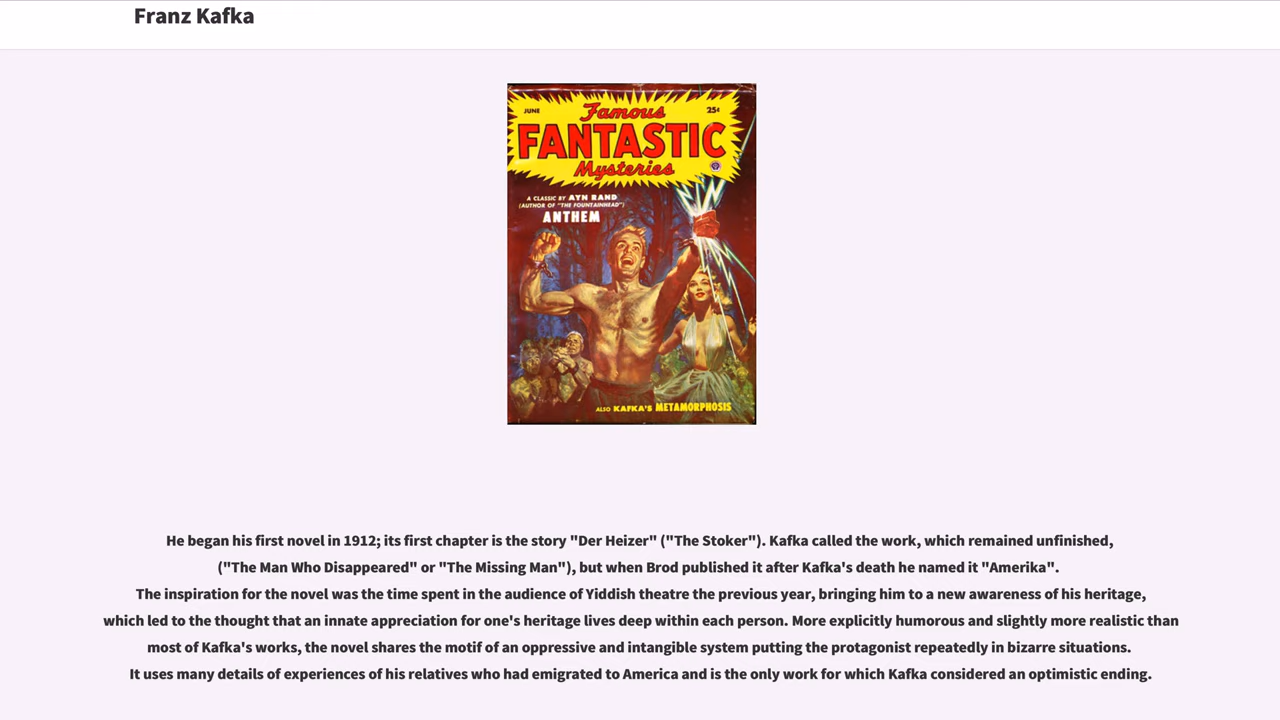 Franz Kafka
JUNE
Famous
25¢
FANTASTIC
Mysteries
A CLASSIC BY AYN RAND
(AUTHOR OF "THE FOUNTAINHEAD")
ANTHEM
ALSO KAFKA'S METAMORPHOSIS
He began his first novel in 1912; its first chapter is the story "Der Heizer" ("The Stoker"). Kafka called the work, which remained unfinished,
("The Man Who Disappeared" or "The Missing Man"), but when Brod published it after Kafka's death he named it "Amerika".
The inspiration for the novel was the time spent in the audience of Yiddish theatre the previous year, bringing him to a new awareness of his heritage,
which led to the thought that an innate appreciation for one's heritage lives deep within each person. More explicitly humorous and slightly more realistic than
most of Kafka's works, the novel shares the motif of an oppressive and intangible system putting the protagonist repeatedly in bizarre situations.
It uses many details of experiences of his relatives who had emigrated to America and is the only work for which Kafka considered an optimistic ending.